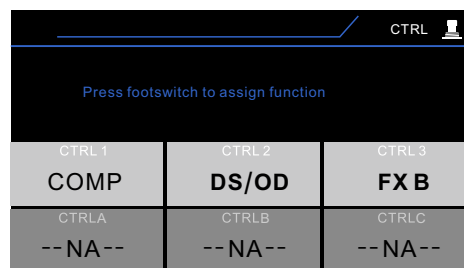 CTRL
Press footswitch to assign function
CTRL 1 CTRL 2 CTRL 3
COMP DS/OD FX B
CTRLA CTRLB CTRLC
--NA-- --NA-- --NA--